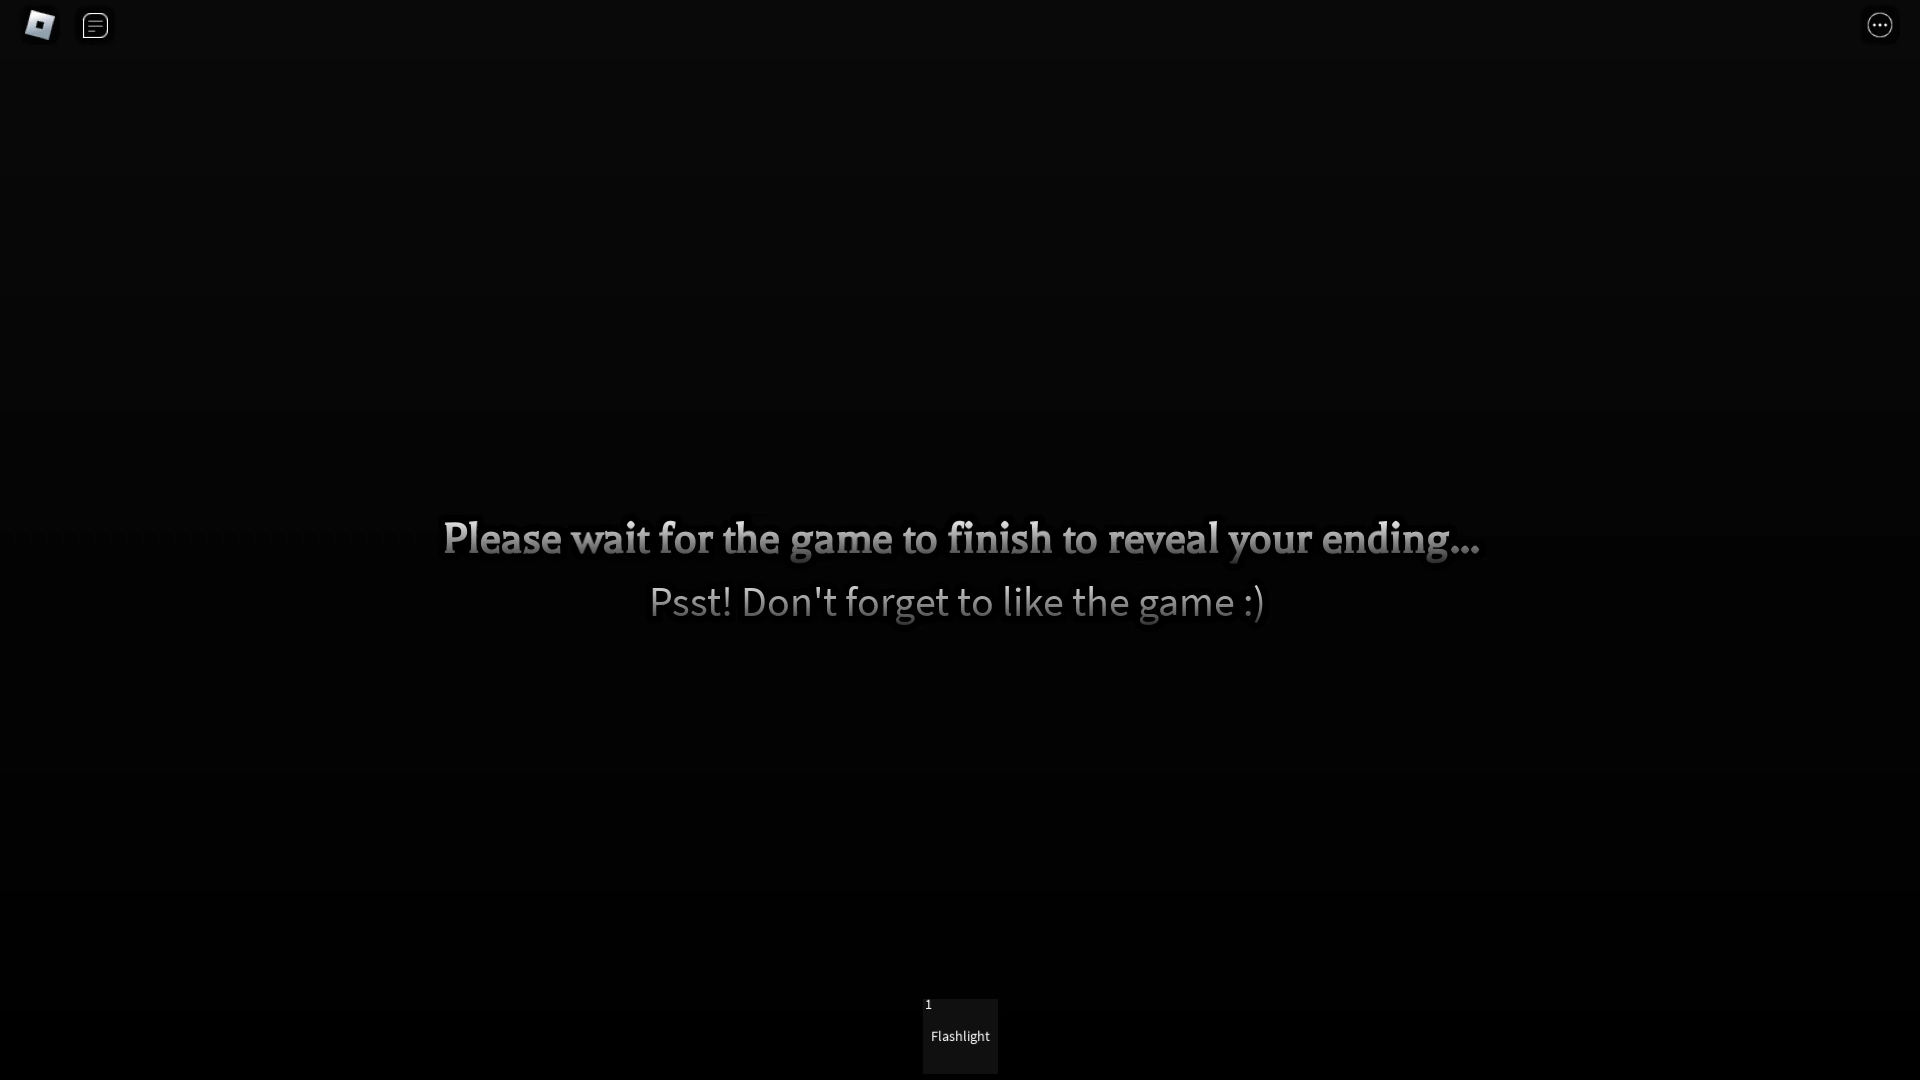 Please wait for the game to finish to reveal your ending...
Psst! Don't forget to like the game :)
1
Flashlight